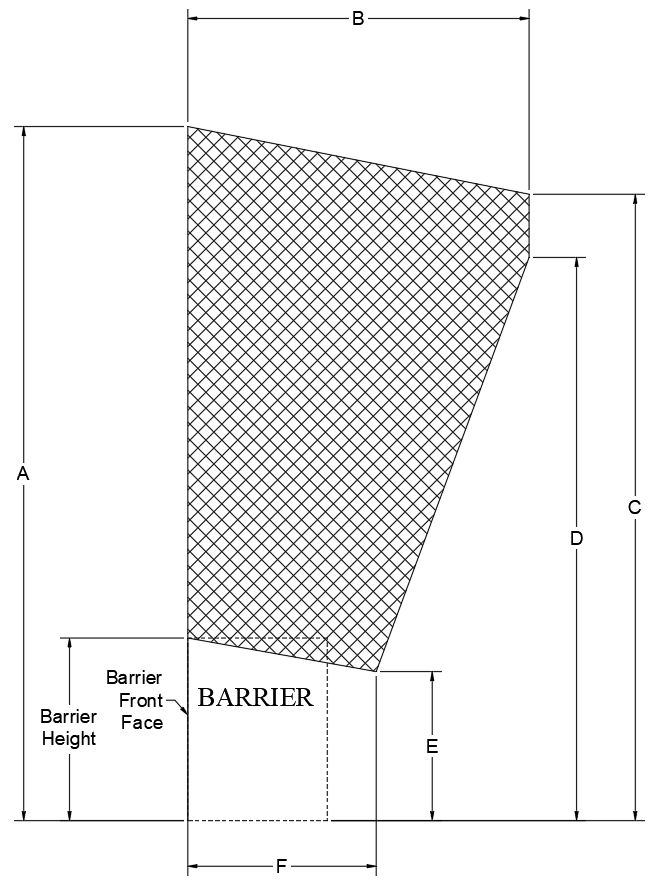 B
A
C
D
Barrier
Front
Face
BARRIER
Barrier
Height
E
F